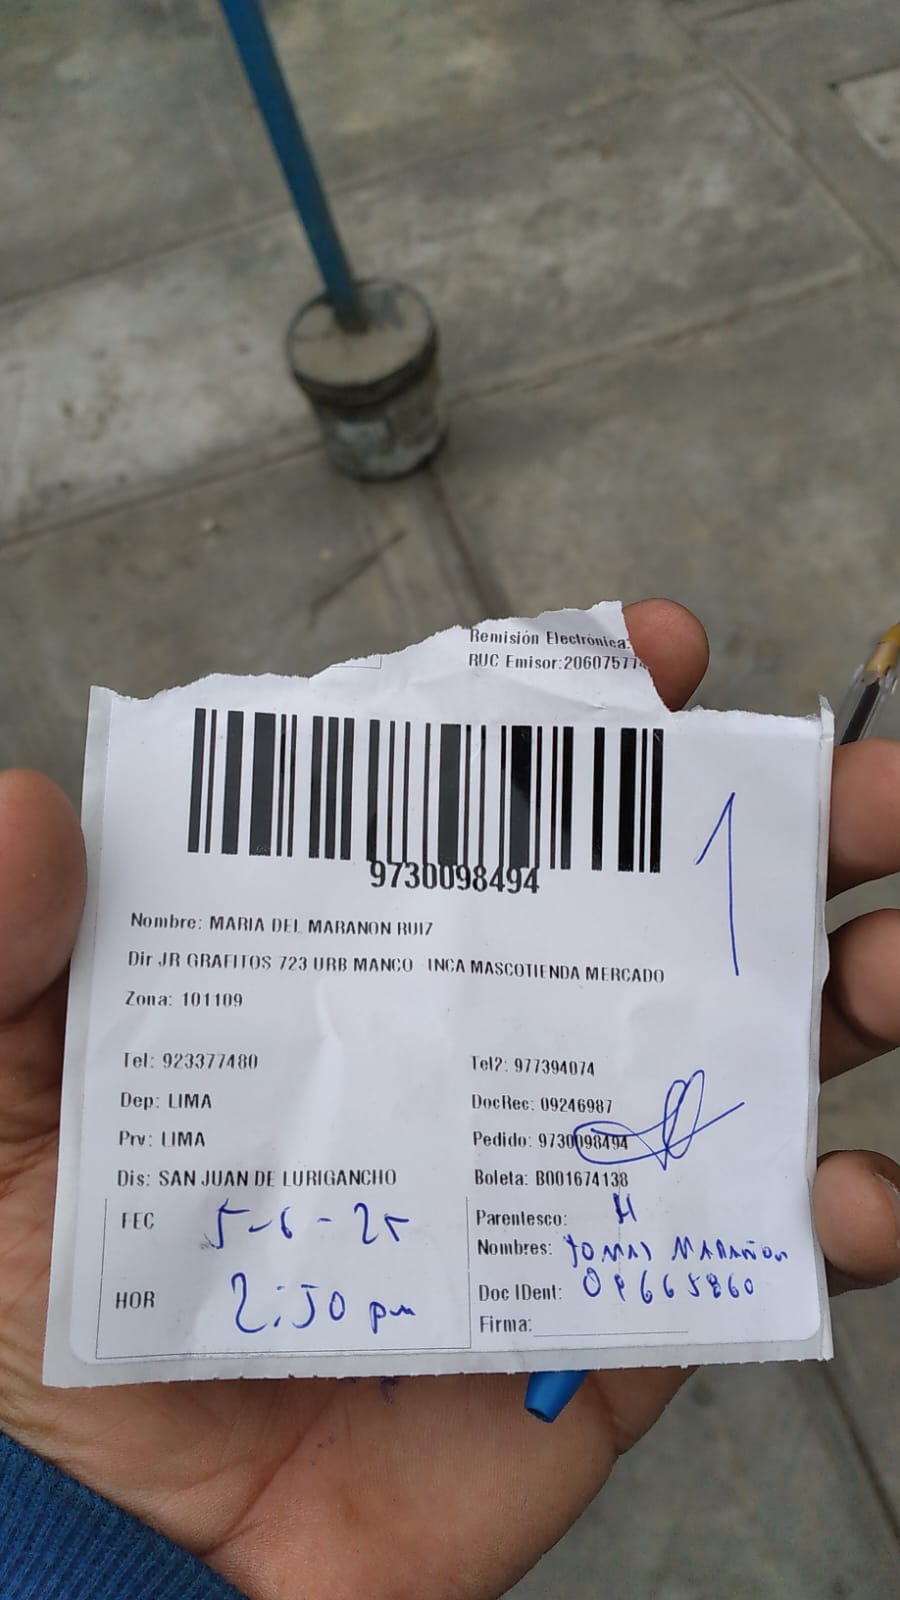 Remisión Electrónica:
RUC Emisor:2060757
1
9730098494
Nombre: MARIA DEL MARANON RUIZ
Dir JR GRAFITOS 723 URB MANCO INCA MASCOTIENDA MERCADO
Zona: 101109
Tel: 923377480 Tel2: 977394074
Dep: LIMA DocRec: 09246987
Prv: LIMA Pedido: 9730098494
Dis: SAN JUAN DE LURIGANCHO Boleta: B001674138
FEC 5-6-25 Parentesco: H
Nombres: TOMAS MARAÑON
HOR 2:50 pm Doc IDent: 09665860
Firma: